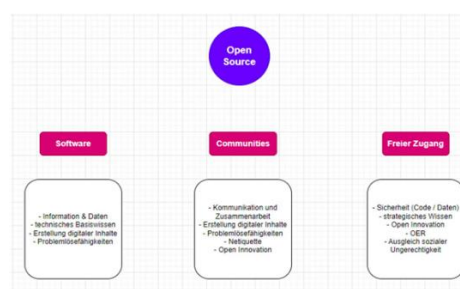 Open
Source
Software
Communities
Freier Zugang
- Information & Daten
- technisches Basiswissen
- Erstellung digitaler Inhalte
- Problemlösefähigkeiten
- Kommunikation und
Zusammenarbeit
- Erstellung digitaler Inhalte
- Problemlösefähigkeiten
- Netiquette
- Open Innovation
- Sicherheit (Code / Daten)
- strategisches Wissen
- Open Innovation
- OER
- Ausgleich sozialer
Ungerechtigkeit